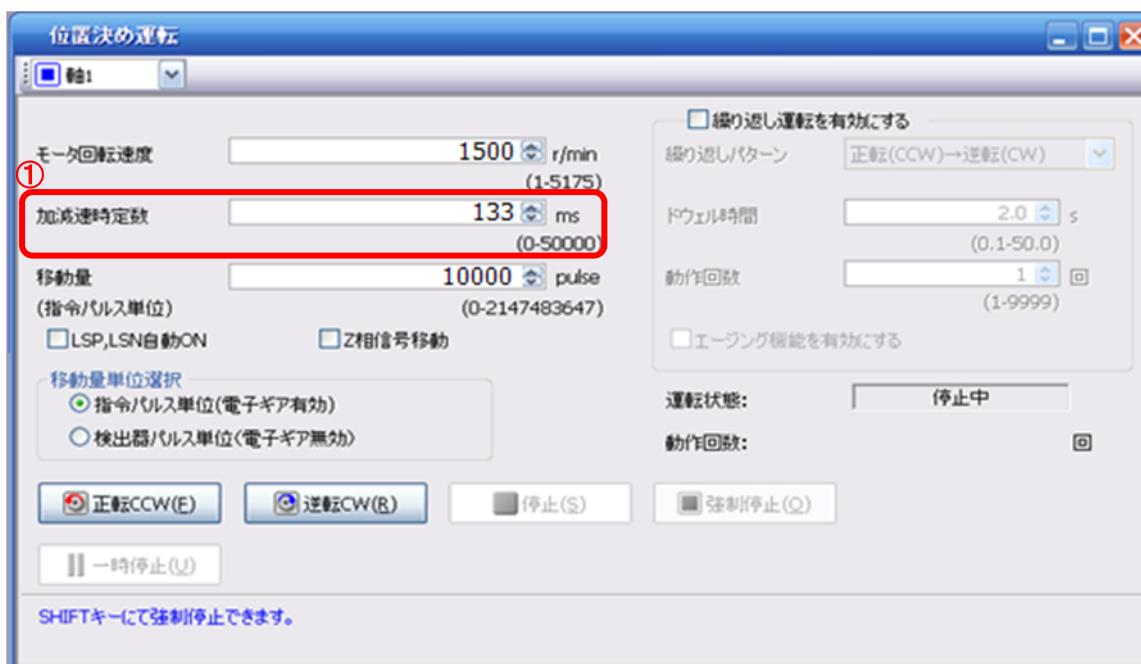 位置決め運転
軸1
モータ回転速度
1500 r/min
(1-5175)
①
加減速時定数
133 ms
(0-50000)
移動量
10000 pulse
(指令パルス単位)
(0-2147483647)
LSP,LSN自動ON
Z相信号移動
移動量単位選択
指令パルス単位(電子ギア有効)
検出器パルス単位(電子ギア無効)
繰り返し運転を有効にする
繰り返しパターン
正転(CCW)→逆転(CW)
ドウェル時間
2.0 s
(0.1-50.0)
動作回数
1 回
(1-9999)
エージング機能を有効にする
運転状態:
停止中
動作回数:
回
正転CCW(F)
逆転CW(R)
停止(S)
強制停止(O)
一時停止(U)
SHIFTキーにて強制停止できます。